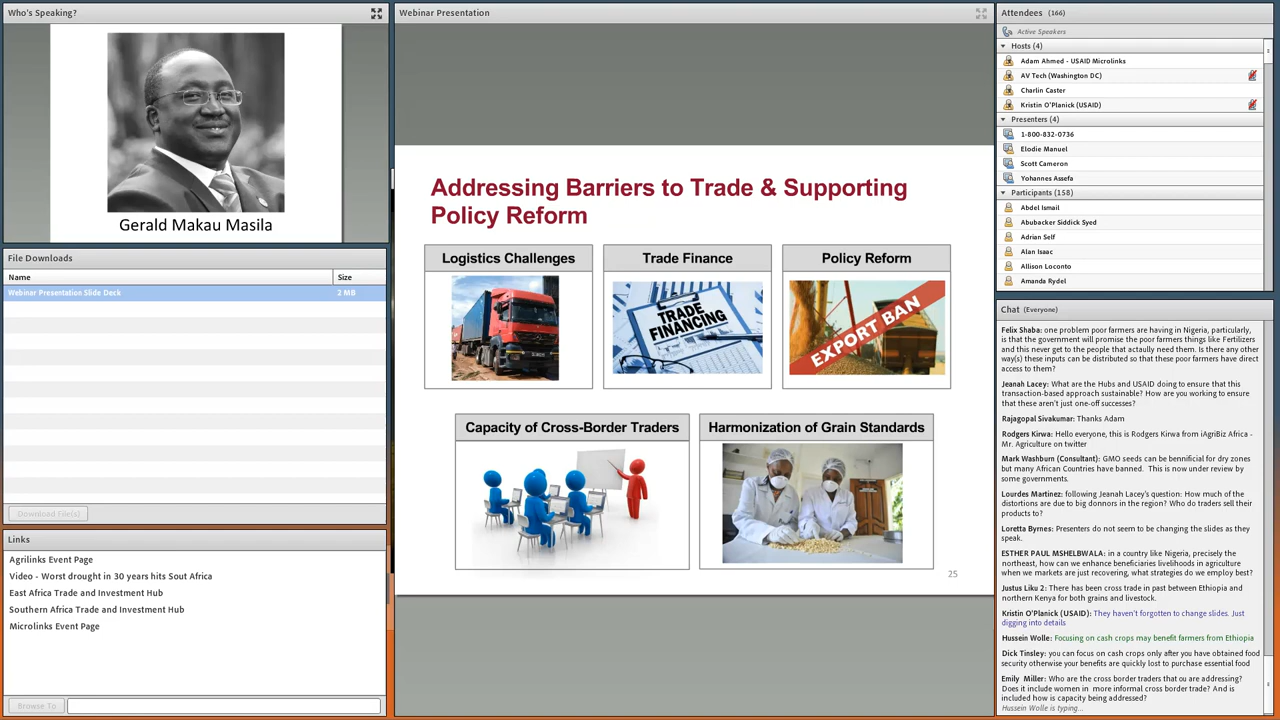 Who's Speaking?
Gerald Makau Masila
File Downloads
Name
Size
Webinar Presentation Slide Deck
2 MB
Download File(s)
Links
Agrilinks Event Page
Video - Worst drought in 30 years hits Sout Africa
East Africa Trade and Investment Hub
Southern Africa Trade and Investment Hub
Microlinks Event Page
Browse To
Webinar Presentation
Addressing Barriers to Trade & Supporting
Policy Reform
Logistics Challenges
Trade Finance
Policy Reform
TRADE
FINANCING
EXPORT BAN
Capacity of Cross-Border Traders
Harmonization of Grain Standards
25
Attendees (166)
Active Speakers
Hosts (4)
Adam Ahmed - USAID Microlinks
AV Tech (Washington DC)
Charlin Caster
Kristin O'Planick (USAID)
Presenters (4)
1-800-832-0736
Elodie Manuel
Scott Cameron
Yohannes Assefa
Participants (158)
Abdel Ismail
Abubacker Siddick Syed
Adrian Self
Alan Isaac
Allison Loconto
Amanda Rydel
Chat (Everyone)
Felix Shaba: one problem poor farmers are having in Nigeria, particularly,
is that the government will promise the poor farmers things like Fertilizers
and this never get to the people that actaully need them. Is there any other
way(s) these inputs can be distributed so that these poor farmers have direct
access to them?
Jeanah Lacey: What are the Hubs and USAID doing to ensure that this
transaction-based approach sustainable? How are you working to ensure
that these aren't just one-off successes?
Rajagopal Sivakumar: Thanks Adam
Rodgers Kirwa: Hello everyone, this is Rodgers Kirwa from iAgriBiz Africa -
Mr. Agriculture on twitter
Mark Washburn (Consultant): GMO seeds can be bennificial for dry zones
but many African Countries have banned. This is now under review by
some governments.
Lourdes Martinez: following Jeanah Lacey's question: How much of the
distortions are due to big donnors in the region? Who do traders sell their
products to?
Loretta Byrnes: Presenters do not seem to be changing the slides as they
speak.
ESTHER PAUL MSHELBWALA: in a country like Nigeria, precisely the
northeast, how can we enhance beneficiaries livelihoods in agriculture
when we markets are just recovering, what strategies do we employ best?
Justus Liku 2: There has been cross trade in past between Ethiopia and
northern Kenya for both grains and livestock.
Kristin O'Planick (USAID): They haven't forgotten to change slides. Just
digging into details
Hussein Wolle: Focusing on cash crops may benefit farmers from Ethiopia
Dick Tinsley: you can focus on cash crops only after you have obtained food
security otherwise your benefits are quickly lost to purchase essential food
Emily Miller: Who are the cross border traders that ou are addressing?
Does it include women in more informal cross border trade? And is
included how is capacity being addressed?
Hussein Wolle is typing...